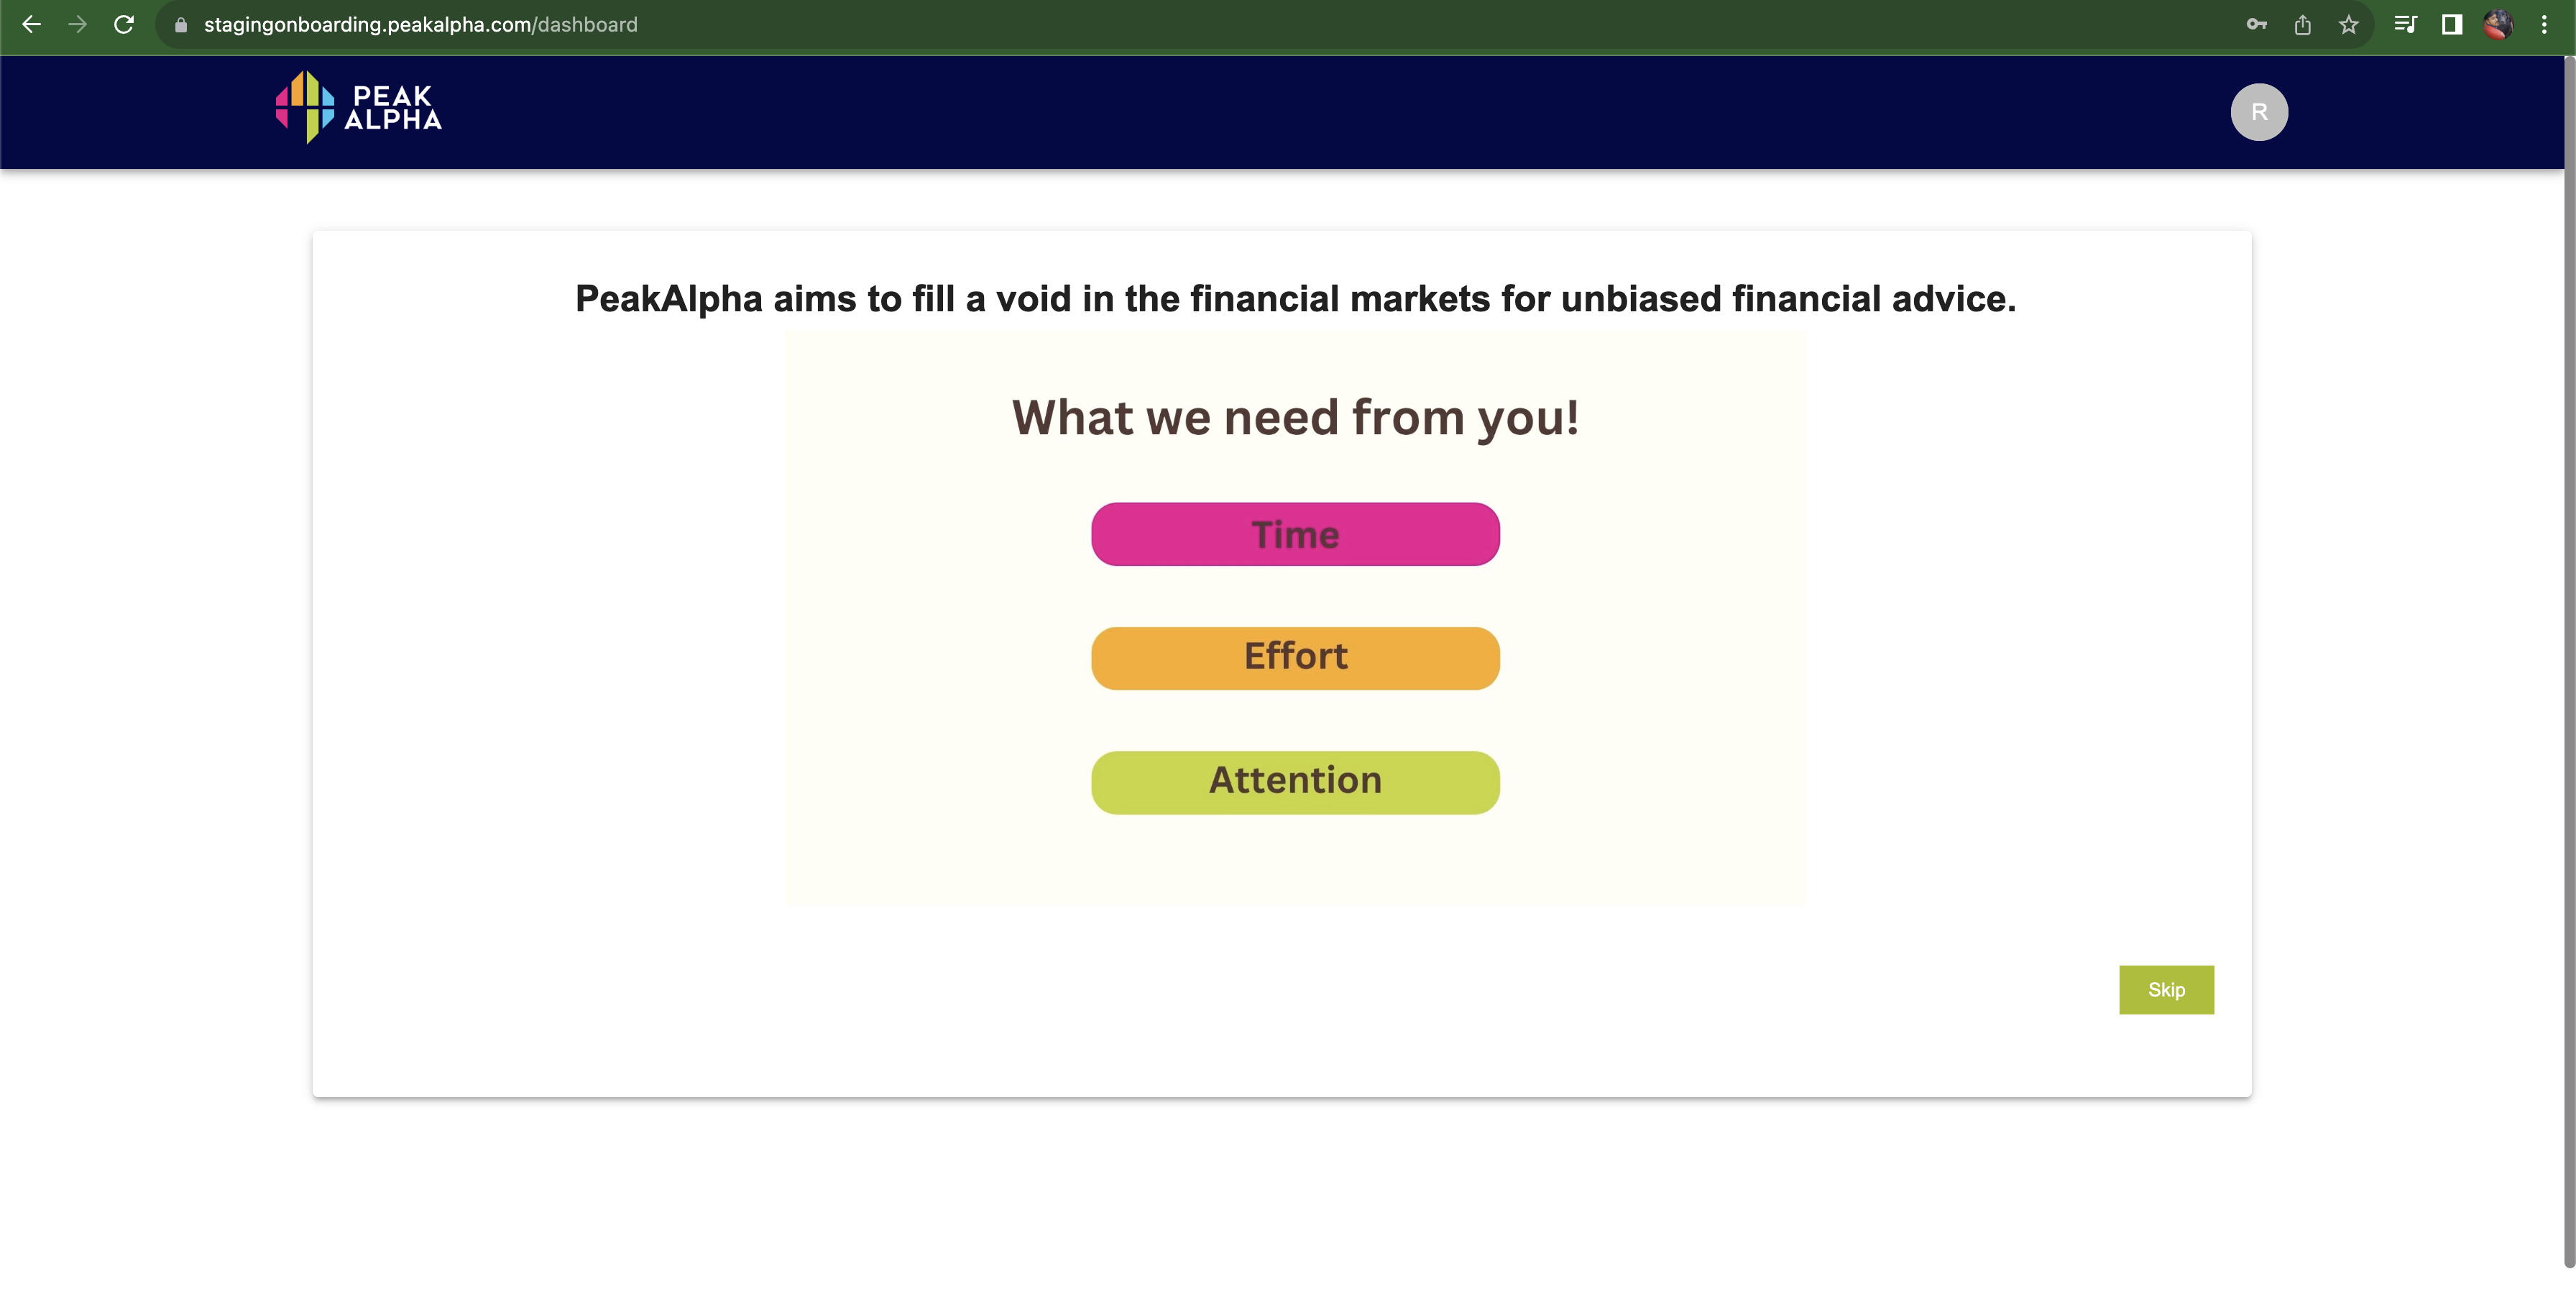 stagingonboarding.peakalpha.com/dashboard
PEAK
ALPHA
R
PeakAlpha aims to fill a void in the financial markets for unbiased financial advice.
What we need from you!
Time
Effort
Attention
Skip